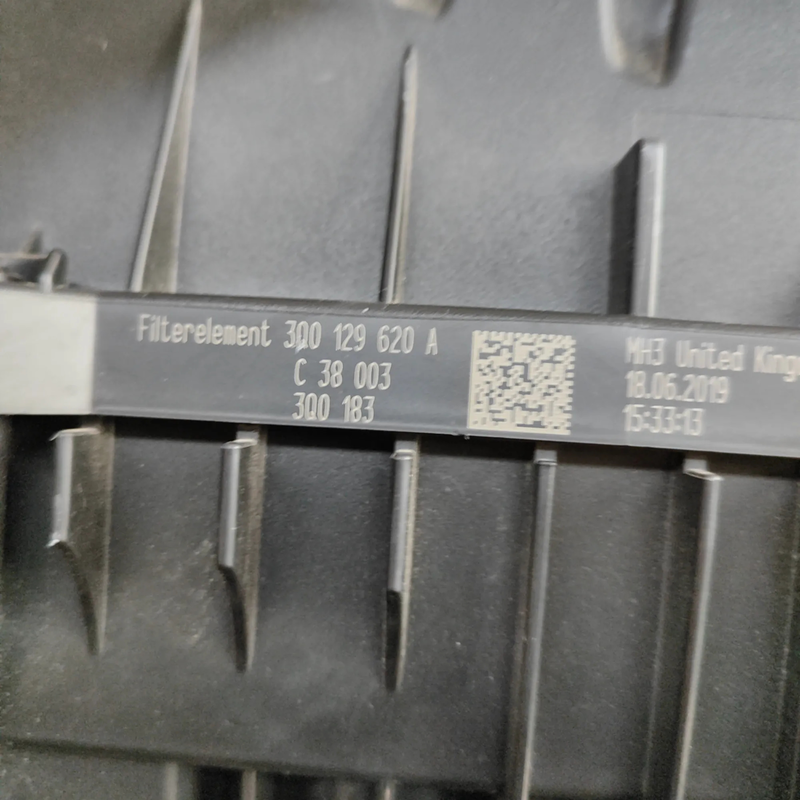 Filterelement 3Q0 129 620 A
C 38 003
3Q0 183
MH3 United
18.06.2019
15:33:13